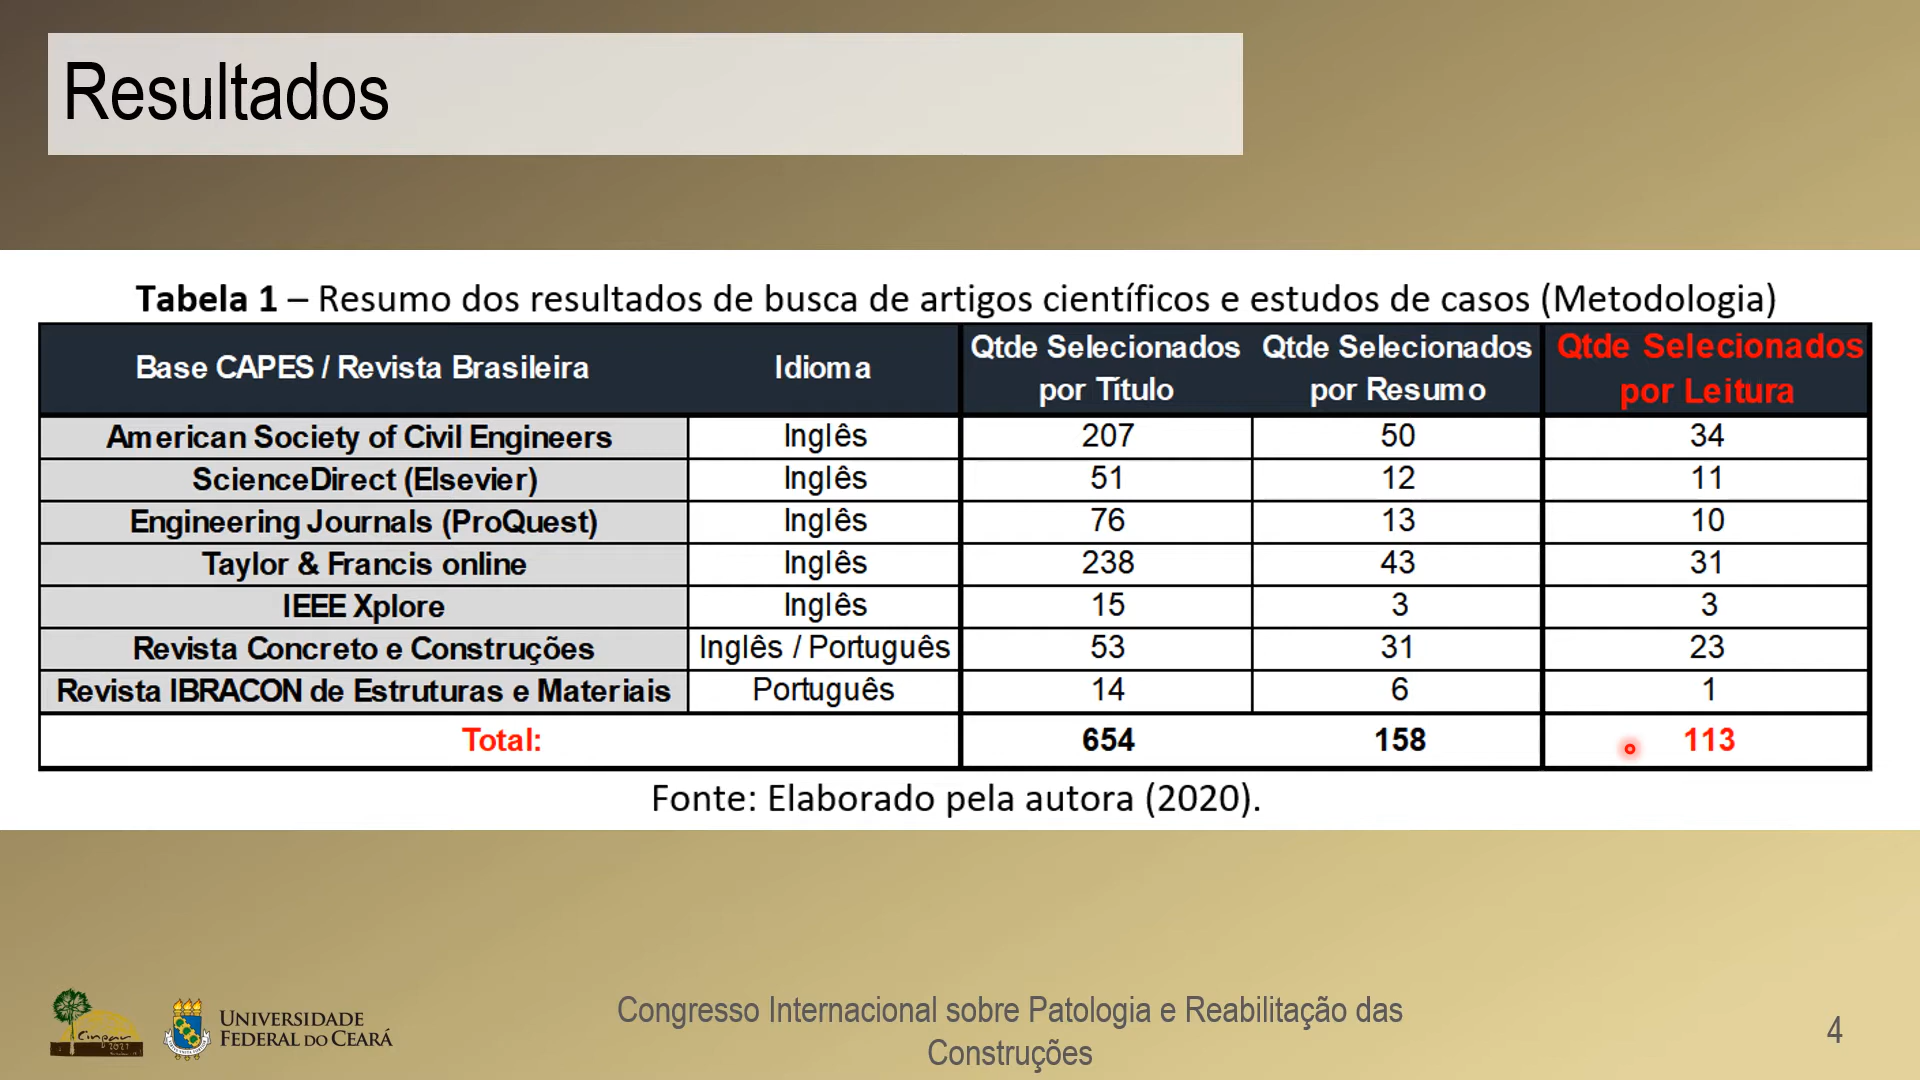 Resultados
Tabela 1 – Resumo dos resultados de busca de artigos científicos e estudos de casos (Metodologia)
Base CAPES / Revista Brasileira Idioma Qtde Selecionados por Título Qtde Selecionados por Resumo Qtde Selecionados por Leitura
American Society of Civil Engineers Inglês 207 50 34
ScienceDirect (Elsevier) Inglês 51 12 11
Engineering Journals (ProQuest) Inglês 76 13 10
Taylor & Francis online Inglês 238 43 31
IEEE Xplore Inglês 15 3 3
Revista Concreto e Construções Inglês / Português 53 31 23
Revista IBRACON de Estruturas e Materiais Português 14 6 1
Total: 654 158 113
Fonte: Elaborado pela autora (2020).
Cinpar
2021
UNIVERSIDADE
FEDERAL DO CEARÁ
Congresso Internacional sobre Patologia e Reabilitação das
Construções
4